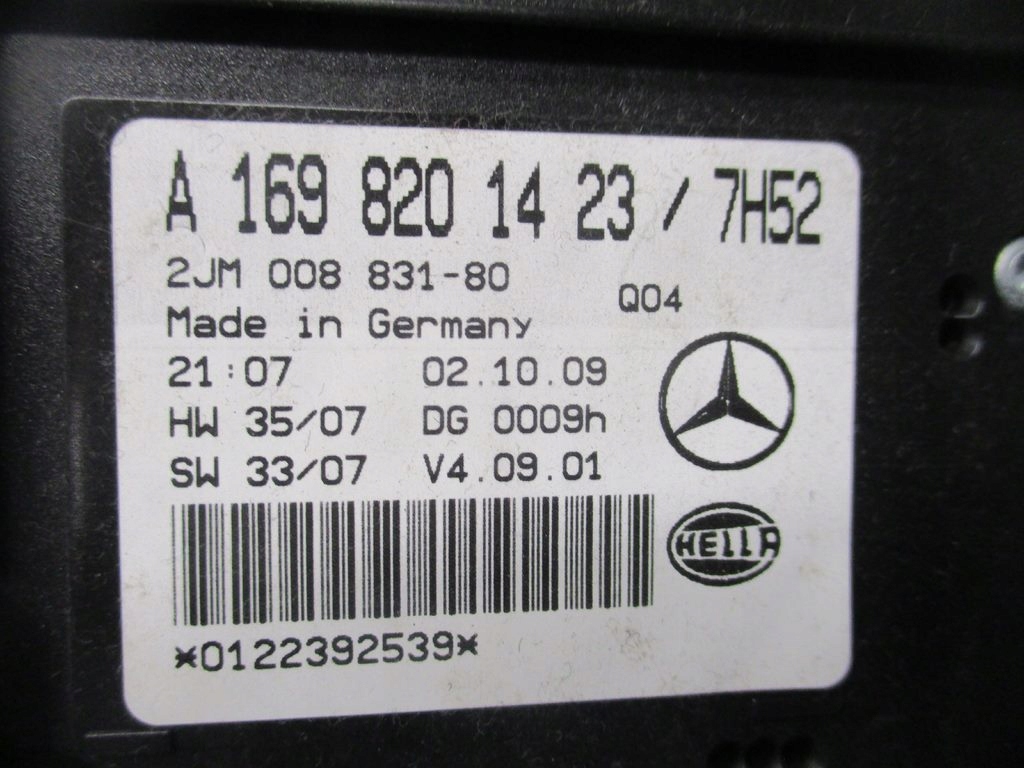 A 169 820 14 23 / 7H52
2JM 008 831-80
Q04
Made in Germany
21:07 02.10.09
HW 35/07 DG 0009h
SW 33/07 V4.09.01
HELLA
*0122392539*